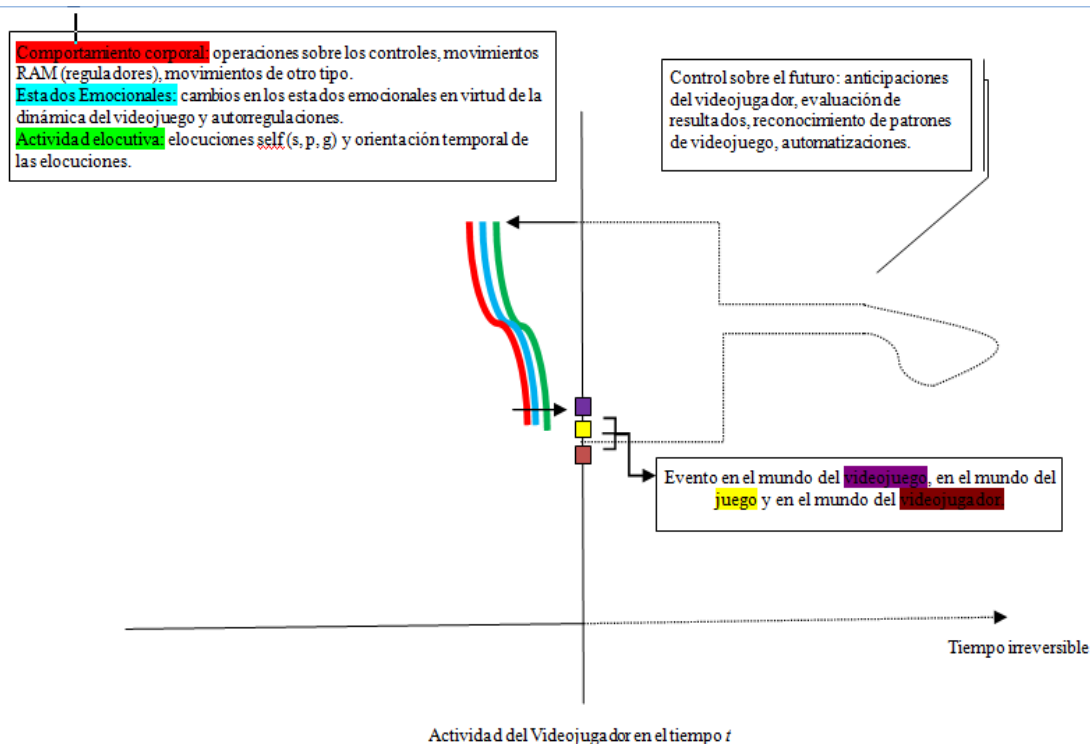 Comportamiento corporal: operaciones sobre los controles, movimientos
RAM (reguladores), movimientos de otro tipo.
Estados Emocionales: cambios en los estados emocionales en virtud de la
dinámica del videojuego y autorregulaciones.
Actividad elocutiva: elocuciones self (s, p, g) y orientación temporal de
las elocuciones.
Control sobre el futuro: anticipaciones
del videojugador, evaluación de
resultados, reconocimiento de patrones
de videojuego, automatizaciones.
Evento en el mundo del videojuego, en el mundo del
juego y en el mundo del videojugador.
Tiempo irreversible
Actividad del Videojugador en el tiempo t